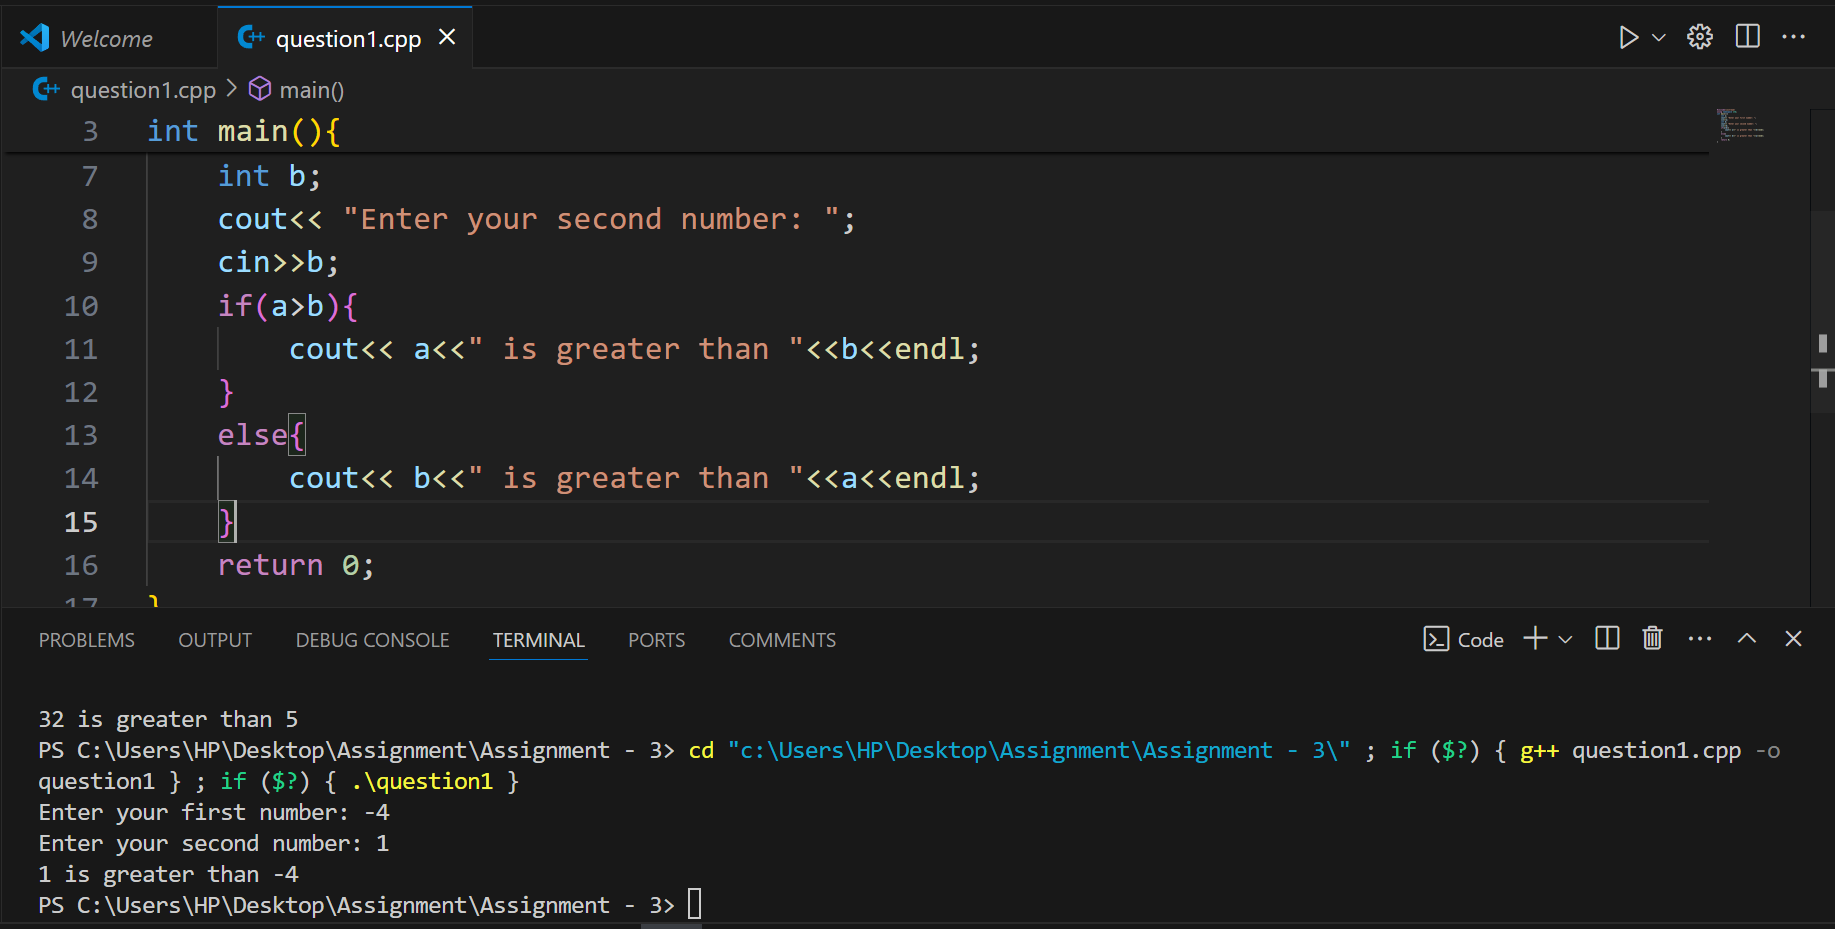 Welcome question1.cpp
question1.cpp > main()
3 int main(){
7 int b;
8 cout<< "Enter your second number: ";
9 cin>>b;
10 if(a>b){
11 cout<< a<<" is greater than "<<b<<endl;
12 }
13 else{
14 cout<< b<<" is greater than "<<a<<endl;
15 }
16 return 0;
17 }
PROBLEMS OUTPUT DEBUG CONSOLE TERMINAL PORTS COMMENTS Code
32 is greater than 5
PS C:\Users\HP\Desktop\Assignment\Assignment - 3> cd "c:\Users\HP\Desktop\Assignment\Assignment - 3\" ; if ($?) { g++ question1.cpp -o
question1 } ; if ($?) { .\question1 }
Enter your first number: -4
Enter your second number: 1
1 is greater than -4
PS C:\Users\HP\Desktop\Assignment\Assignment - 3>